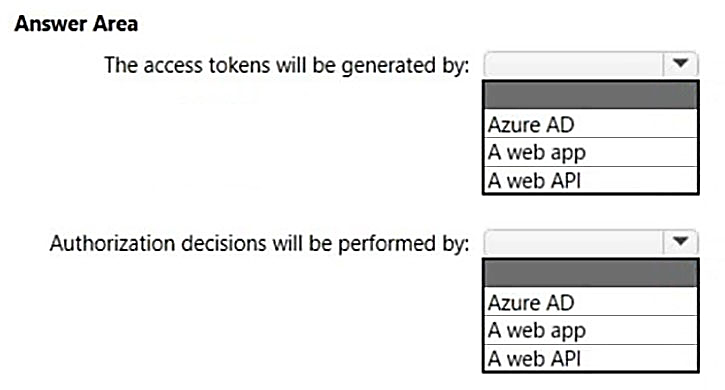 Answer Area
The access tokens will be generated by:
Azure AD
A web app
A web API
Authorization decisions will be performed by:
Azure AD
A web app
A web API